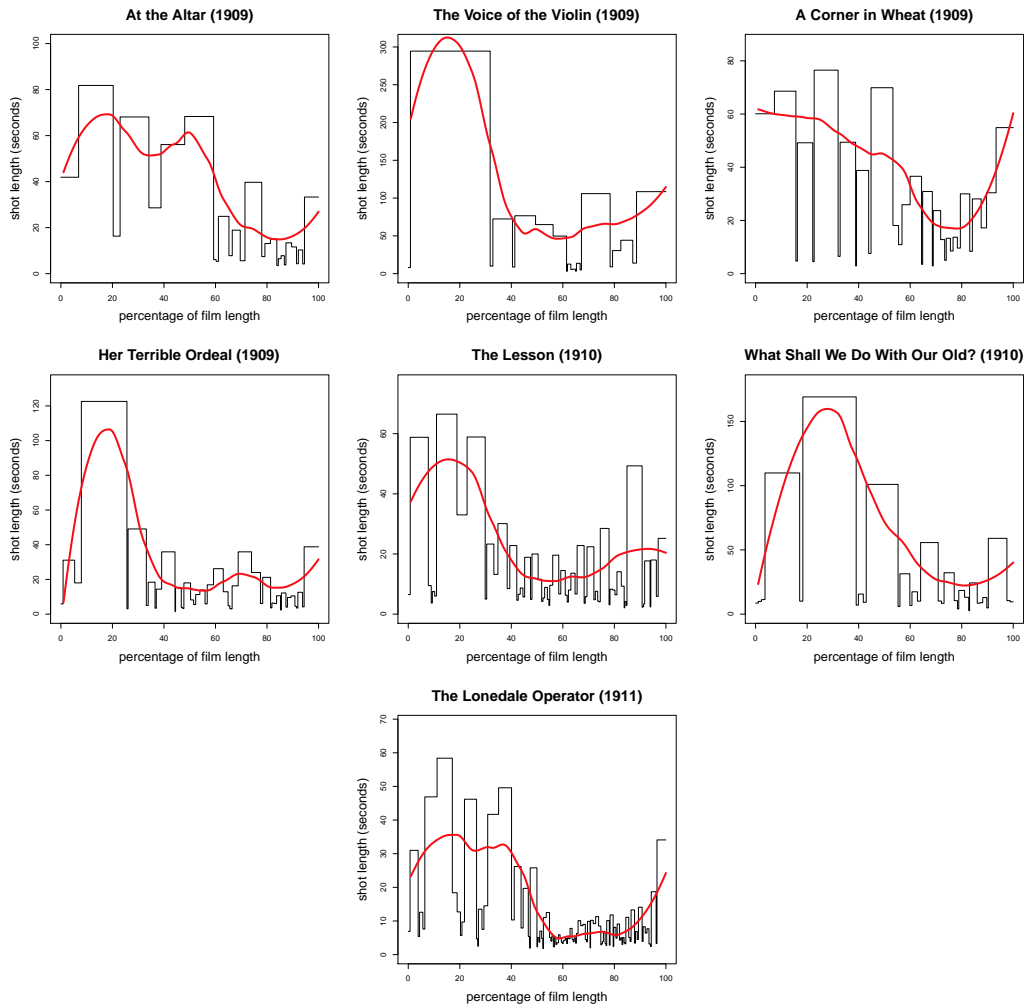 At the Altar (1909)
shot length (seconds)
0 20 40 60 80 100
0 20 40 60 80 100
percentage of film length
The Voice of the Violin (1909)
shot length (seconds)
0 50 100 150 200 250 300
0 20 40 60 80 100
percentage of film length
A Corner in Wheat (1909)
shot length (seconds)
0 20 40 60 80
0 20 40 60 80 100
percentage of film length
Her Terrible Ordeal (1909)
shot length (seconds)
0 20 40 60 80 100 120
0 20 40 60 80 100
percentage of film length
The Lesson (1910)
shot length (seconds)
0 20 40 60
0 20 40 60 80 100
percentage of film length
What Shall We Do With Our Old? (1910)
shot length (seconds)
0 50 100 150
0 20 40 60 80 100
percentage of film length
The Lonedale Operator (1911)
shot length (seconds)
0 10 20 30 40 50 60 70
0 20 40 60 80 100
percentage of film length